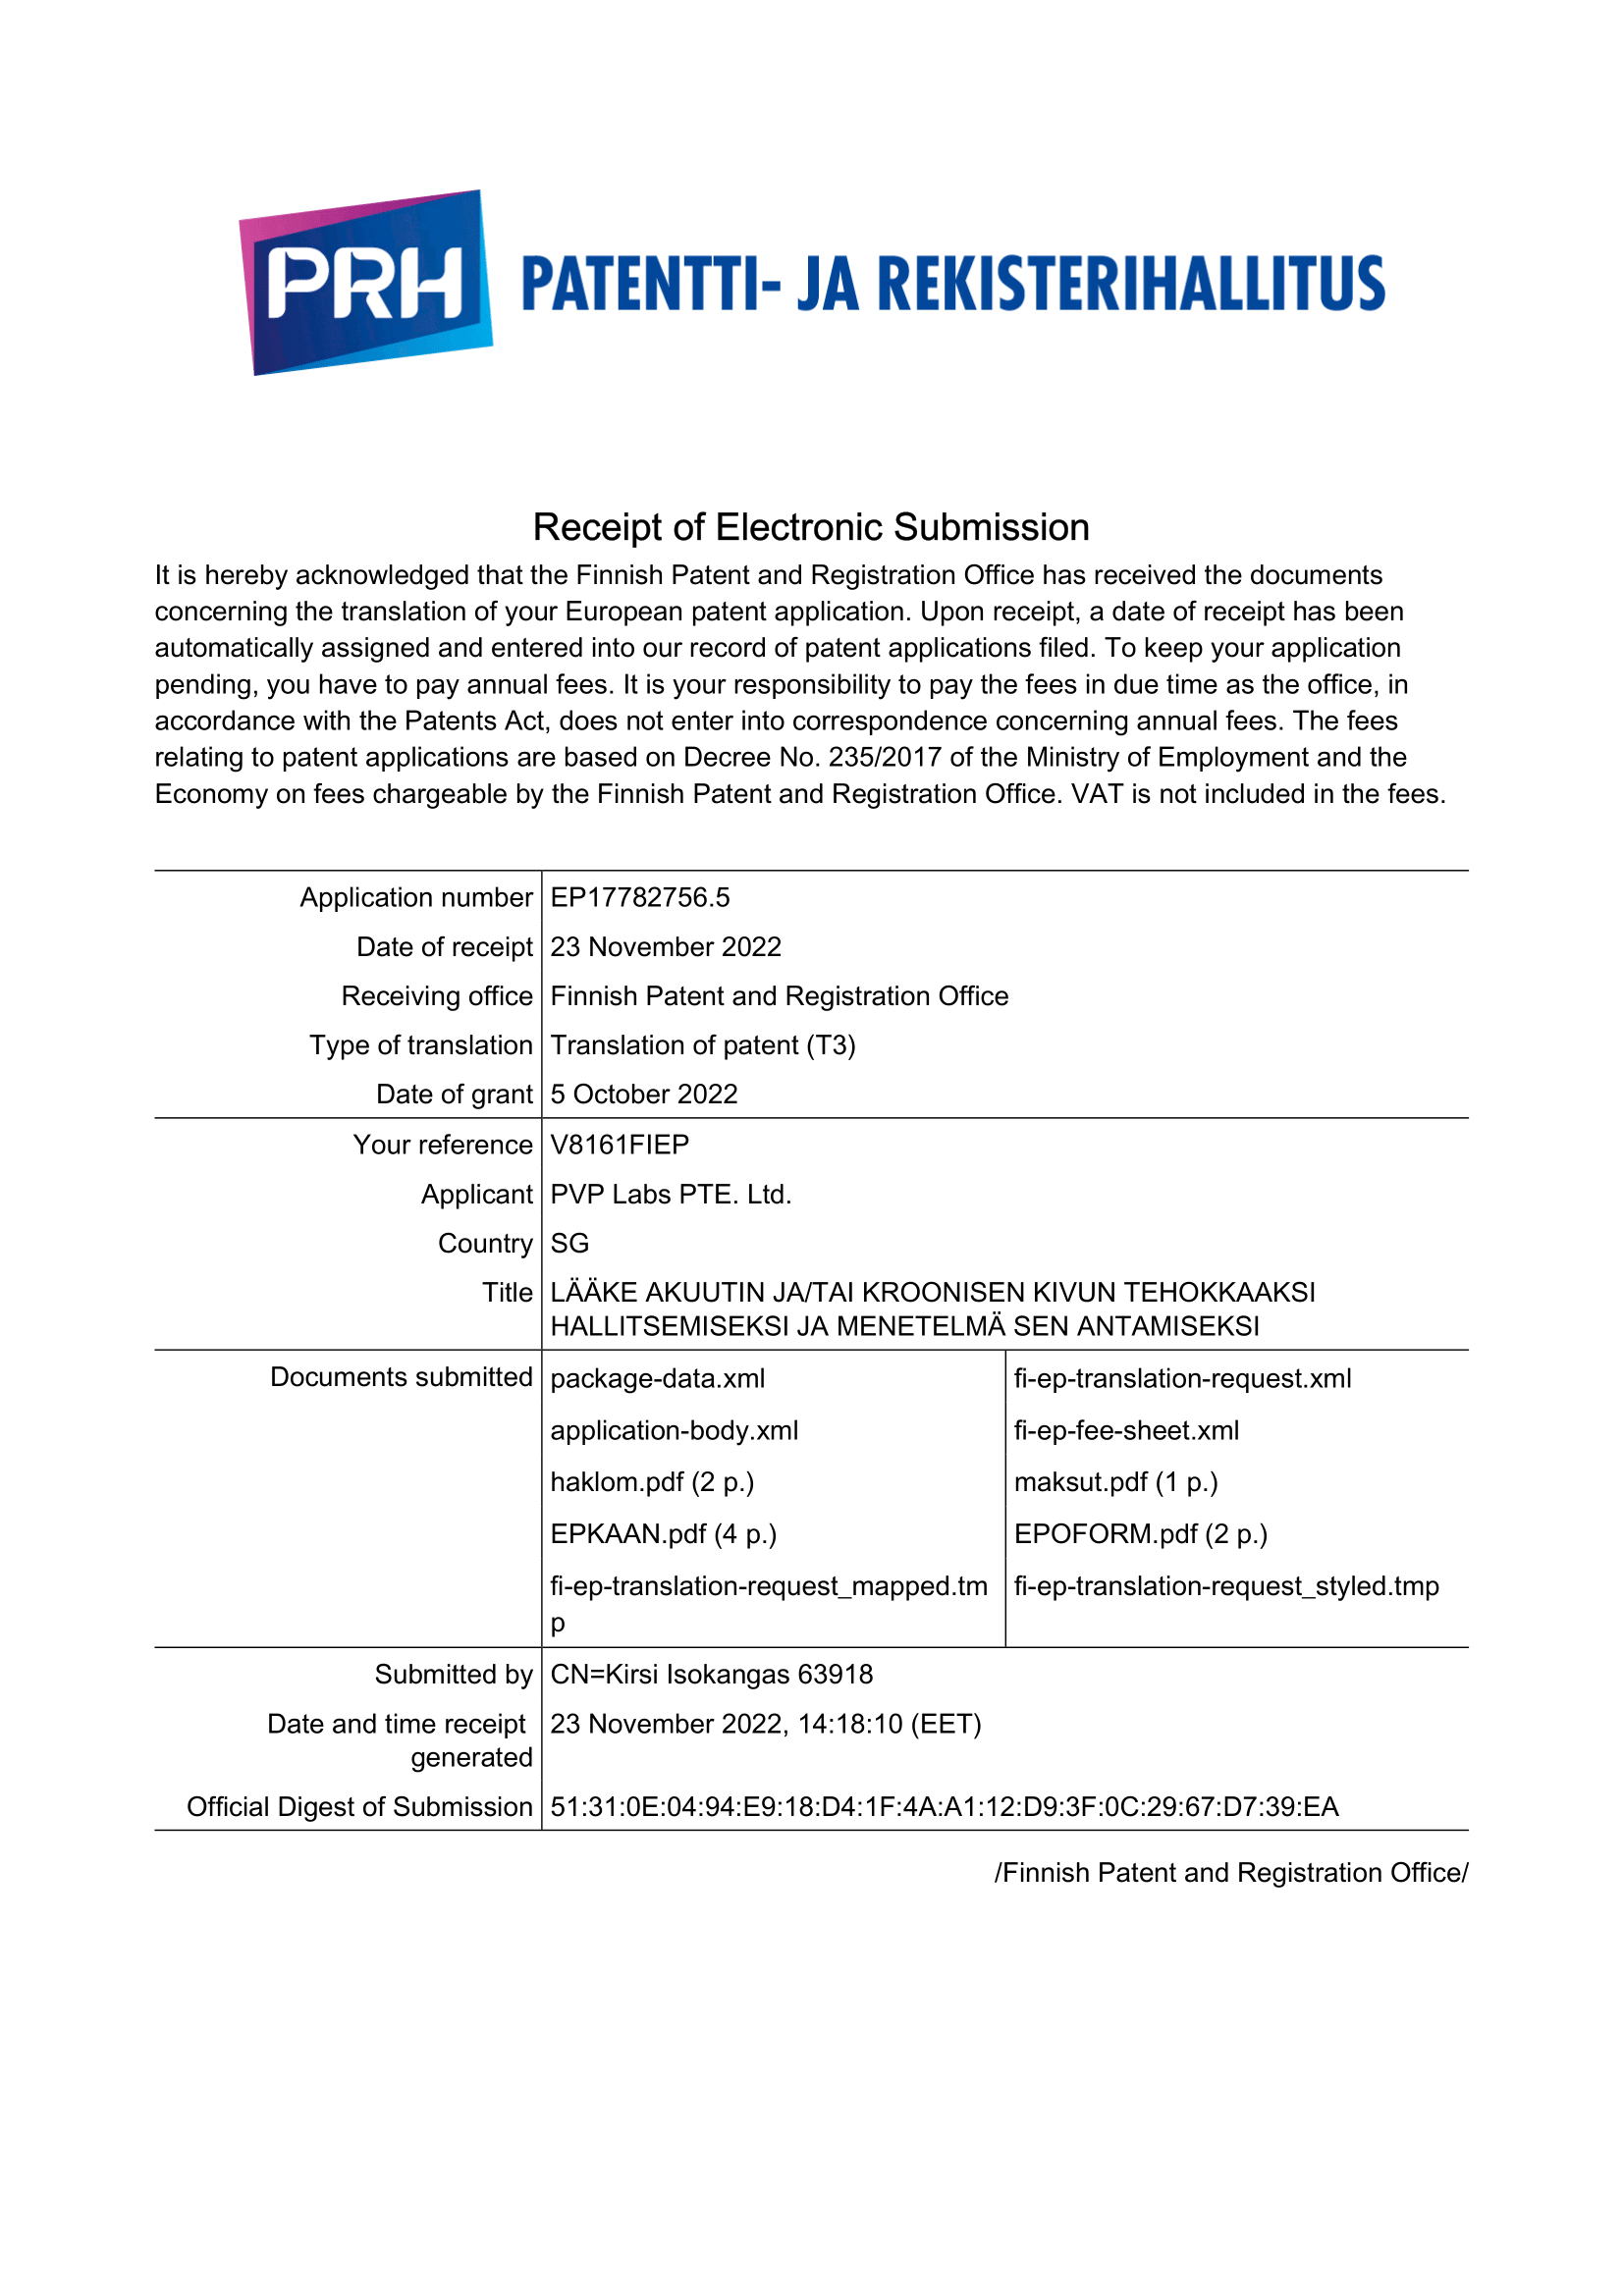 PRH PATENTTI- JA REKISTERIHALLITUS
Receipt of Electronic Submission
It is hereby acknowledged that the Finnish Patent and Registration Office has received the documents
concerning the translation of your European patent application. Upon receipt, a date of receipt has been
automatically assigned and entered into our record of patent applications filed. To keep your application
pending, you have to pay annual fees. It is your responsibility to pay the fees in due time as the office, in
accordance with the Patents Act, does not enter into correspondence concerning annual fees. The fees
relating to patent applications are based on Decree No. 235/2017 of the Ministry of Employment and the
Economy on fees chargeable by the Finnish Patent and Registration Office. VAT is not included in the fees.
Application number EP17782756.5
Date of receipt 23 November 2022
Receiving office Finnish Patent and Registration Office
Type of translation Translation of patent (T3)
Date of grant 5 October 2022
Your reference V8161FIEP
Applicant PVP Labs PTE. Ltd.
Country SG
Title LÄÄKE AKUUTIN JA/TAI KROONISEN KIVUN TEHOKKAAKSI
HALLITSEMISEKSI JA MENETELMÄ SEN ANTAMISEKSI
Documents submitted package-data.xml fi-ep-translation-request.xml
application-body.xml fi-ep-fee-sheet.xml
haklom.pdf (2 p.) maksut.pdf (1 p.)
EPKAAN.pdf (4 p.) EPOFORM.pdf (2 p.)
fi-ep-translation-request_mapped.tm fi-ep-translation-request_styled.tmp
p
Submitted by CN=Kirsi Isokangas 63918
Date and time receipt 23 November 2022, 14:18:10 (EET)
generated
Official Digest of Submission 51:31:0E:04:94:E9:18:D4:1F:4A:A1:12:D9:3F:0C:29:67:D7:39:EA
/Finnish Patent and Registration Office/